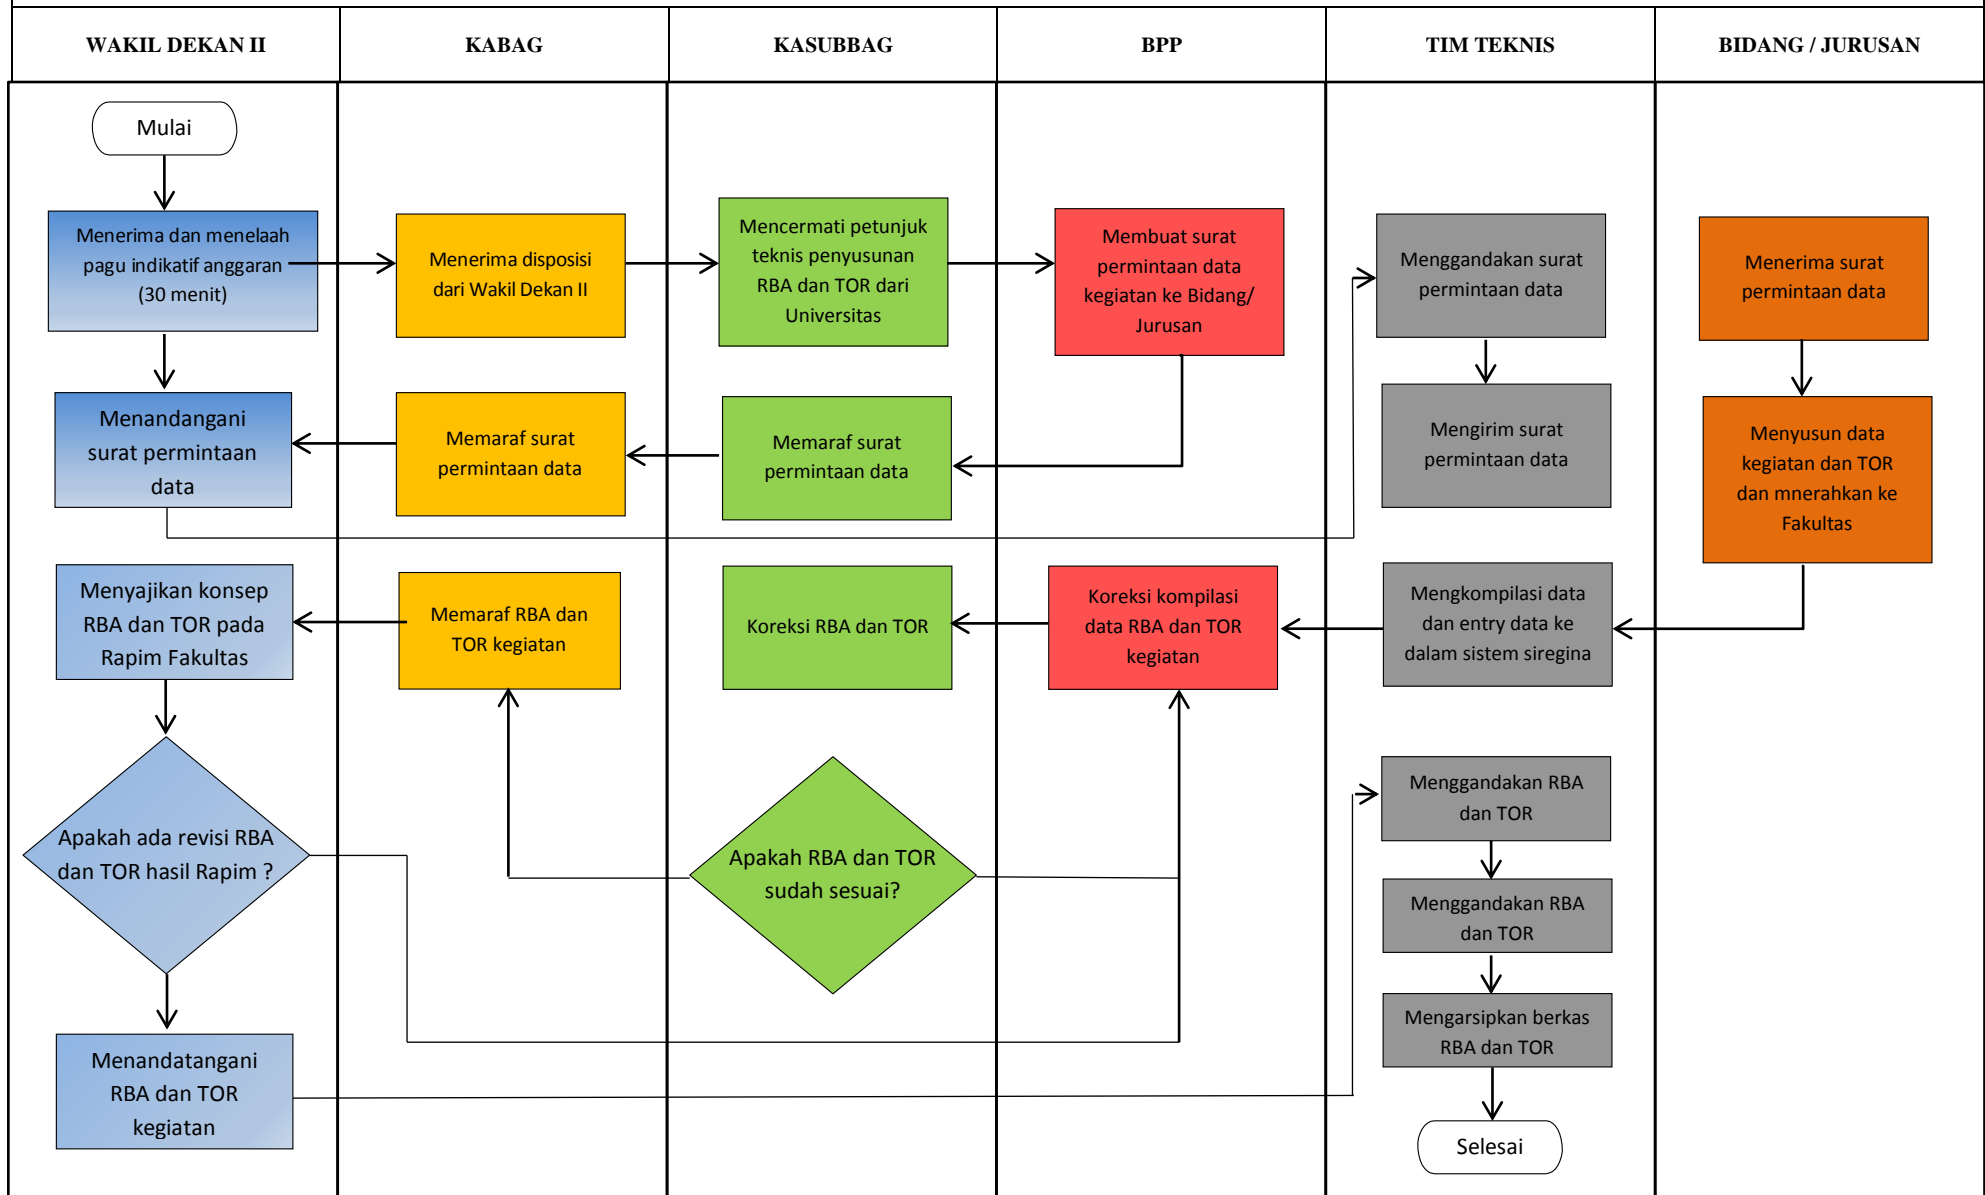 WAKIL DEKAN II
KABAG
KASUBBAG
BPP
TIM TEKNIS
BIDANG / JURUSAN
Mulai
Menerima dan menelaah
pagu indikatif anggaran
(30 menit)
Menerima disposisi
dari Wakil Dekan II
Mencermati petunjuk
teknis penyusunan
RBA dan TOR dari
Universitas
Membuat surat
permintaan data
kegiatan ke Bidang/
Jurusan
Menggandakan surat
permintaan data
Menerima surat
permintaan data
Menandangani
surat permintaan
data
Memaraf surat
permintaan data
Memaraf surat
permintaan data
Mengirim surat
permintaan data
Menyusun data
kegiatan dan TOR
dan mnerahkan ke
Fakultas
Menyajikan konsep
RBA dan TOR pada
Rapim Fakultas
Memaraf RBA dan
TOR kegiatan
Koreksi RBA dan TOR
Koreksi kompilasi
data RBA dan TOR
kegiatan
Mengkompilasi data
dan entry data ke
dalam sistem siregina
Apakah ada revisi RBA
dan TOR hasil Rapim ?
Apakah RBA dan TOR
sudah sesuai?
Menggandakan RBA
dan TOR
Menggandakan RBA
dan TOR
Mengarsipkan berkas
RBA dan TOR
Menandatangani
RBA dan TOR
kegiatan
Selesai